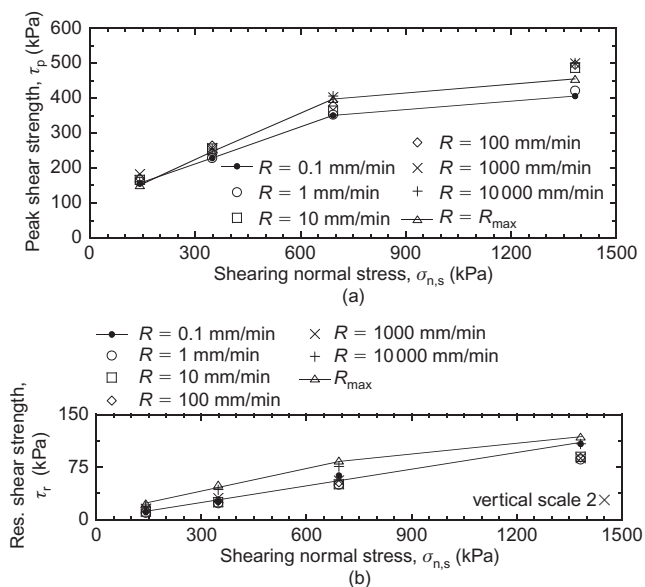 Peak shear strength, τp (kPa)
600
500
400
300
200
100
0
R = 0.1 mm/min
R = 1 mm/min
R = 10 mm/min
R = 100 mm/min
R = 1000 mm/min
R = 10 000 mm/min
R = Rmax
0 300 600 900 1200 1500
Shearing normal stress, σn,s (kPa)
(a)
R = 0.1 mm/min
R = 1 mm/min
R = 10 mm/min
R = 100 mm/min
R = 1000 mm/min
R = 10 000 mm/min
Rmax
Res. shear strength,
τr (kPa)
150
75
0
vertical scale 2×
0 300 600 900 1200 1500
Shearing normal stress, σn,s (kPa)
(b)